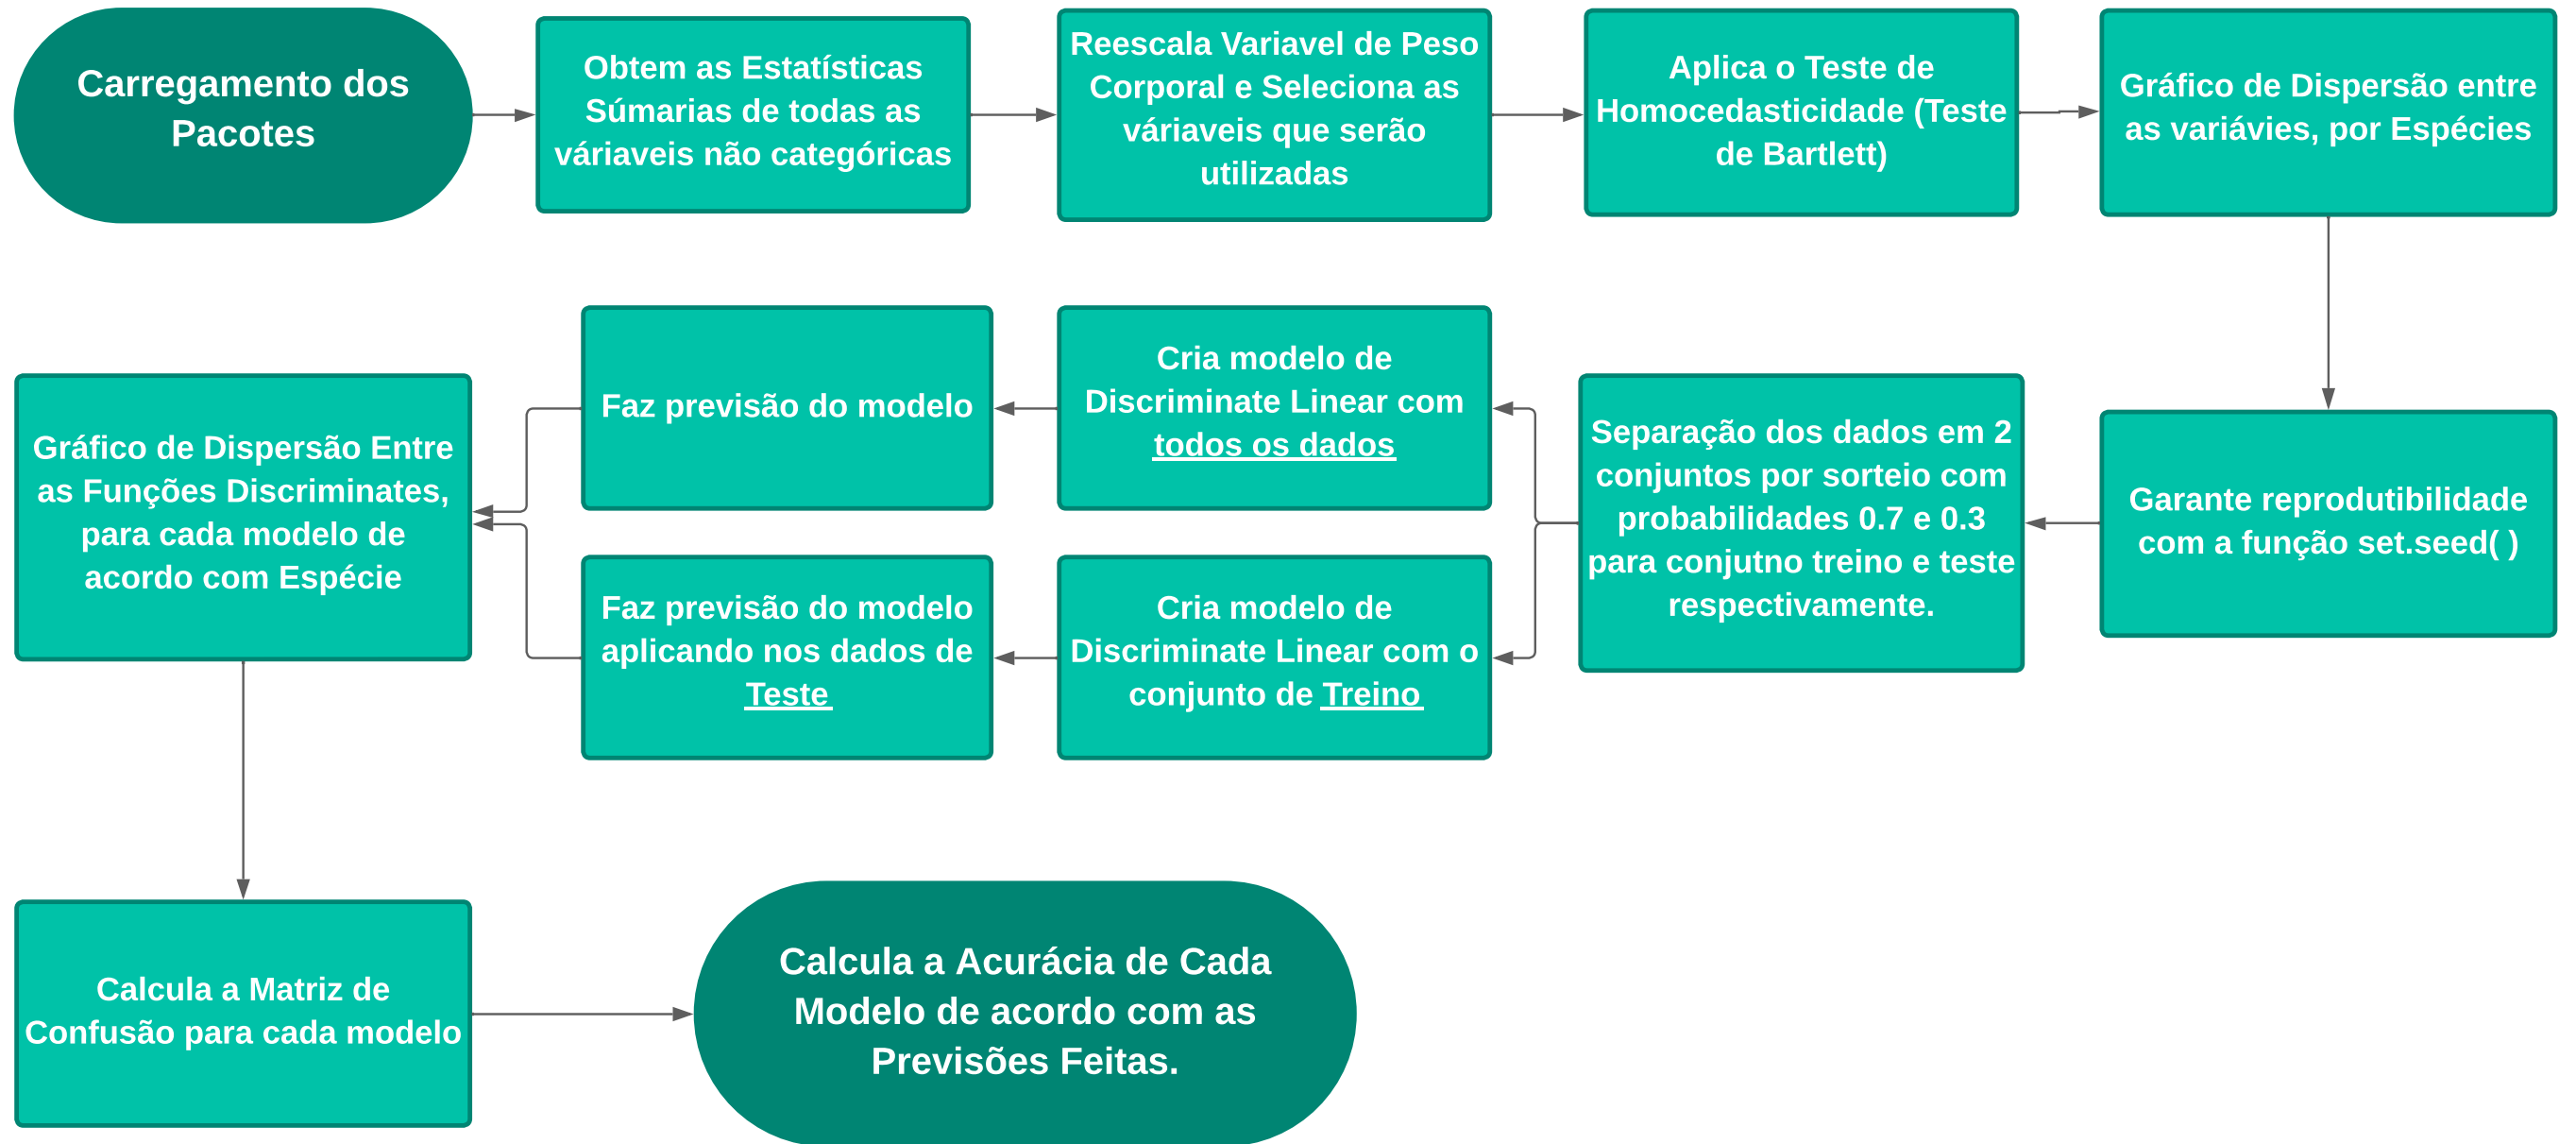 Carregamento dos
Pacotes
Obtem as Estatísticas
Súmarias de todas as
váriaveis não categóricas
Reescala Variavel de Peso
Corporal e Seleciona as
váriaveis que serão
utilizadas
Aplica o Teste de
Homocedasticidade (Teste
de Bartlett)
Gráfico de Dispersão entre
as variávies, por Espécies
Garante reprodutibilidade
com a função set.seed( )
Separação dos dados em 2
conjuntos por sorteio com
probabilidades 0.7 e 0.3
para conjutno treino e teste
respectivamente.
Cria modelo de
Discriminate Linear com
todos os dados
Faz previsão do modelo
Cria modelo de
Discriminate Linear com o
conjunto de Treino
Faz previsão do modelo
aplicando nos dados de
Teste
Gráfico de Dispersão Entre
as Funções Discriminates,
para cada modelo de
acordo com Espécie
Calcula a Matriz de
Confusão para cada modelo
Calcula a Acurácia de Cada
Modelo de acordo com as
Previsões Feitas.